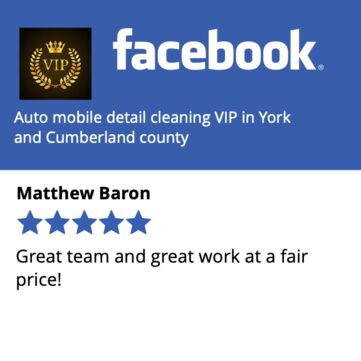 VIP
facebook®
Auto mobile detail cleaning VIP in York
and Cumberland county
Matthew Baron
Great team and great work at a fair
price!